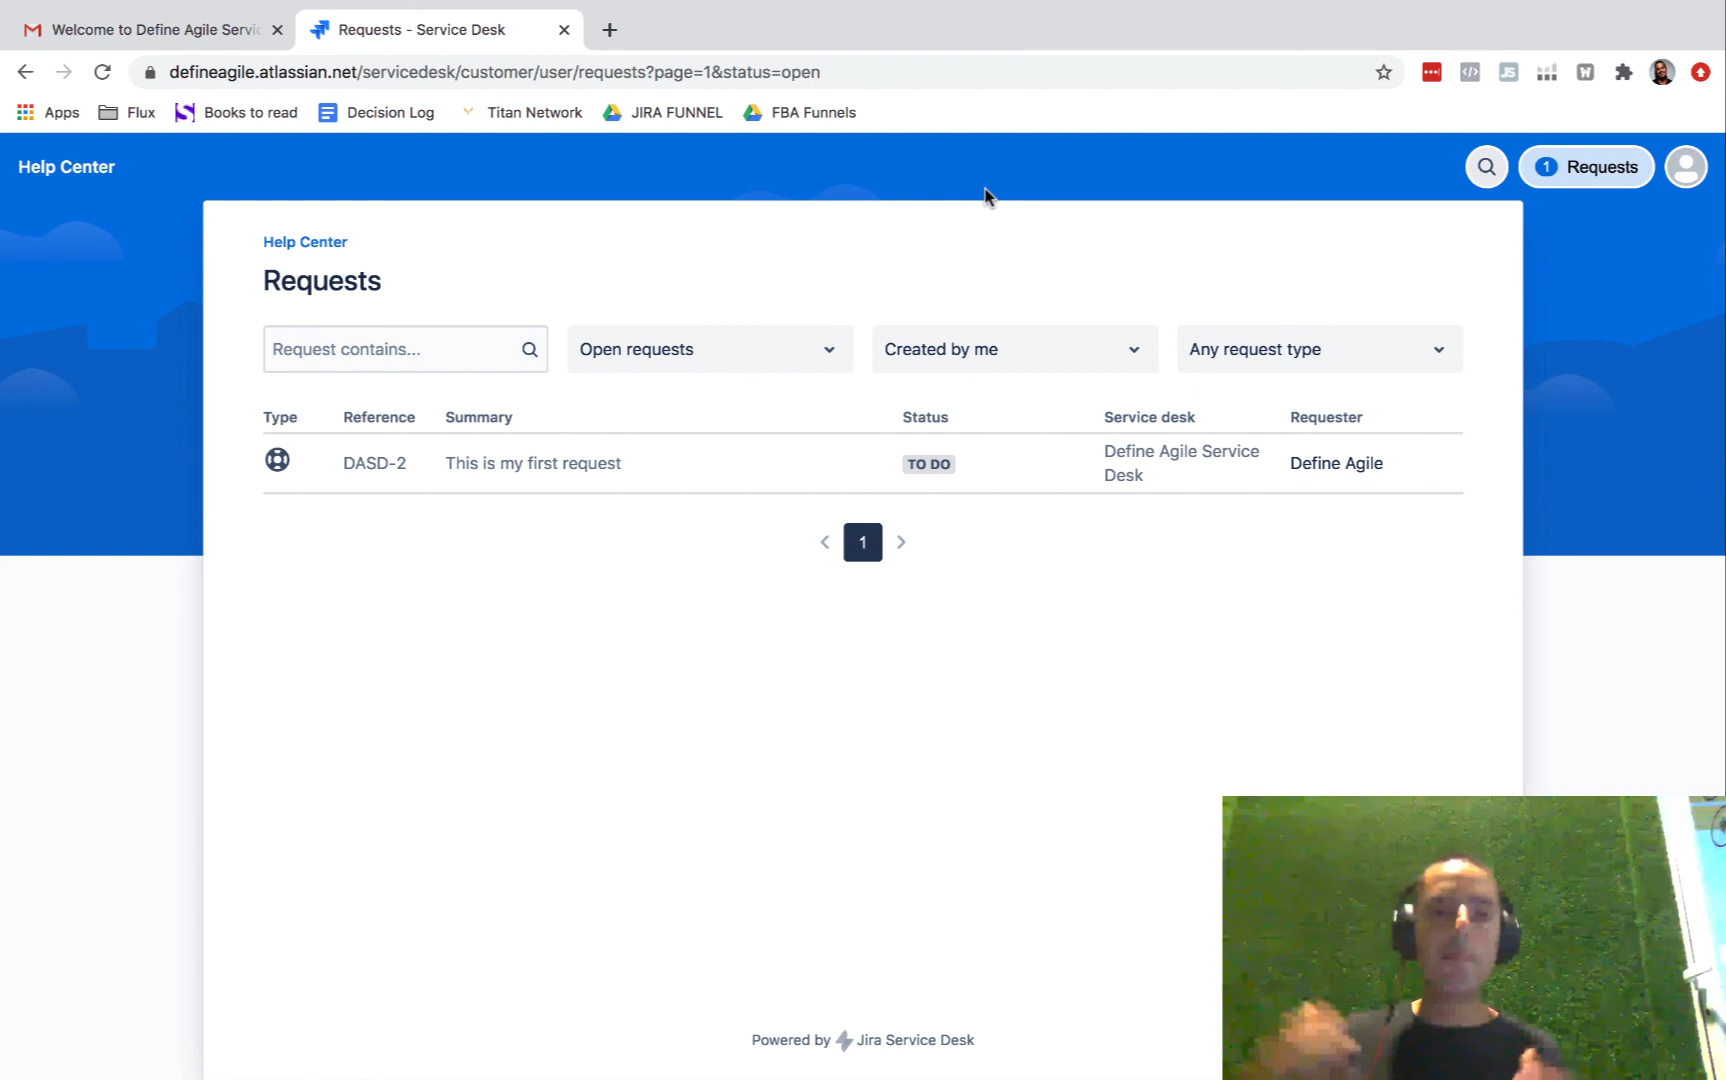 Welcome to Define Agile Servic
Requests - Service Desk
defineagile.atlassian.net/servicedesk/customer/user/requests?page=1&status=open
Apps
Flux
Books to read
Decision Log
Titan Network
JIRA FUNNEL
FBA Funnels
Help Center
1 Requests
Help Center
Requests
Request contains...
Open requests
Created by me
Any request type
Type Reference Summary Status Service desk Requester
DASD-2 This is my first request TO DO Define Agile Service Desk Define Agile
1
Powered by Jira Service Desk